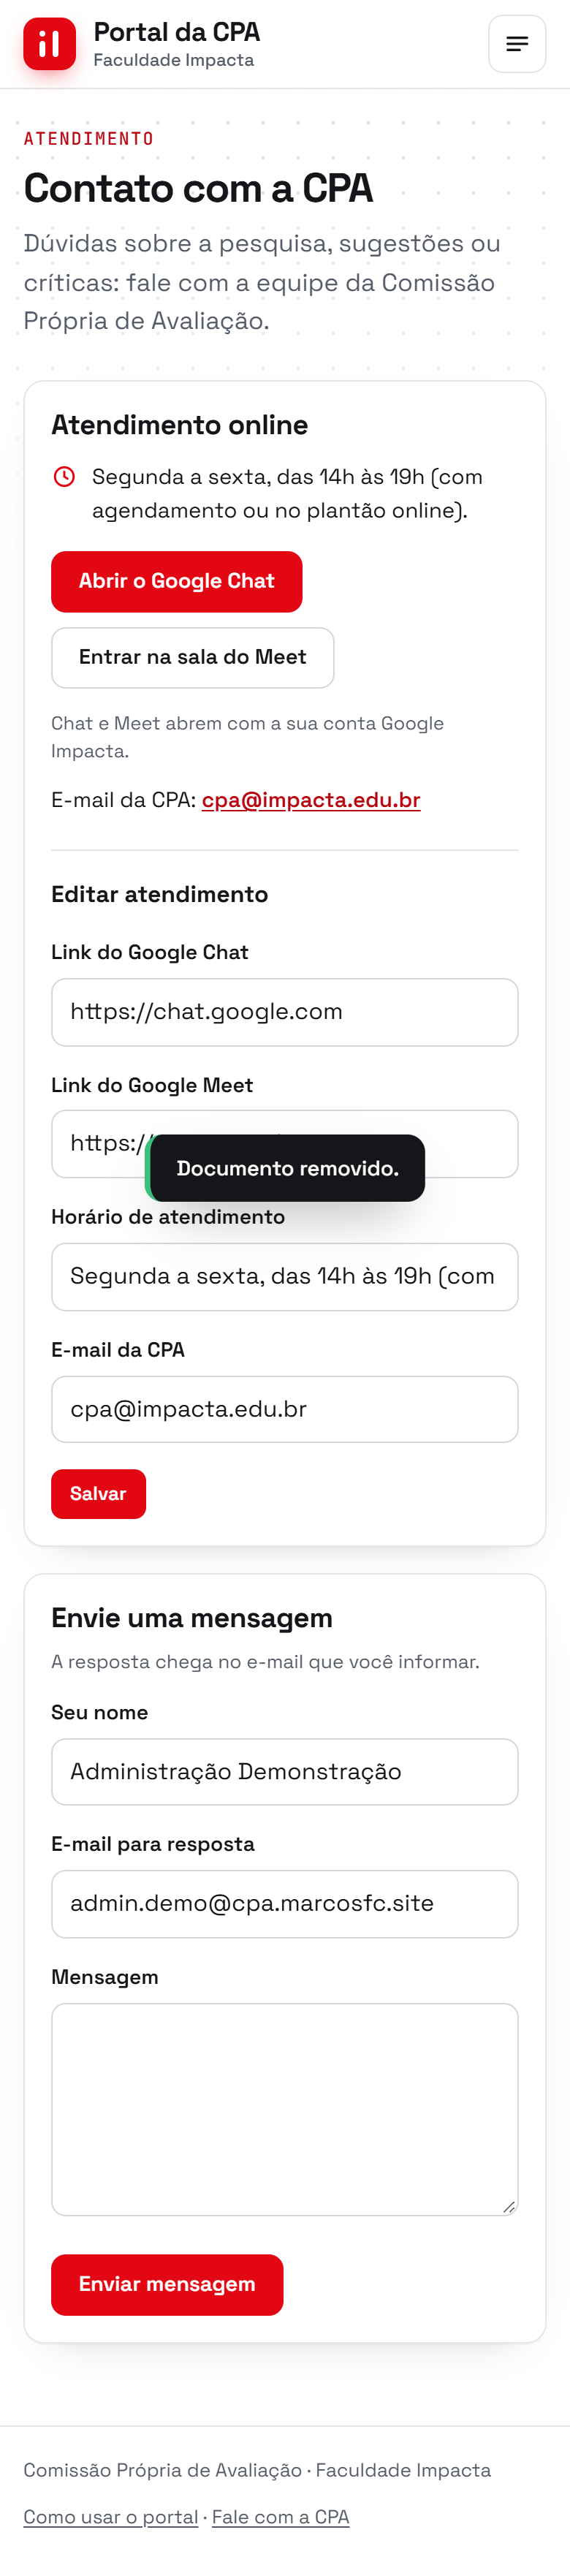 Portal da CPA
Faculdade Impacta
ATENDIMENTO
Contato com a CPA
Dúvidas sobre a pesquisa, sugestões ou
críticas: fale com a equipe da Comissão
Própria de Avaliação.
Atendimento online
Segunda a sexta, das 14h às 19h (com
agendamento ou no plantão online).
Abrir o Google Chat
Entrar na sala do Meet
Chat e Meet abrem com a sua conta Google
Impacta.
E-mail da CPA: cpa@impacta.edu.br
Editar atendimento
Link do Google Chat
https://chat.google.com
Link do Google Meet
https://
Documento removido.
Horário de atendimento
Segunda a sexta, das 14h às 19h (com
E-mail da CPA
cpa@impacta.edu.br
Salvar
Envie uma mensagem
A resposta chega no e-mail que você informar.
Seu nome
Administração Demonstração
E-mail para resposta
admin.demo@cpa.marcosfc.site
Mensagem
Enviar mensagem
Comissão Própria de Avaliação · Faculdade Impacta
Como usar o portal · Fale com a CPA